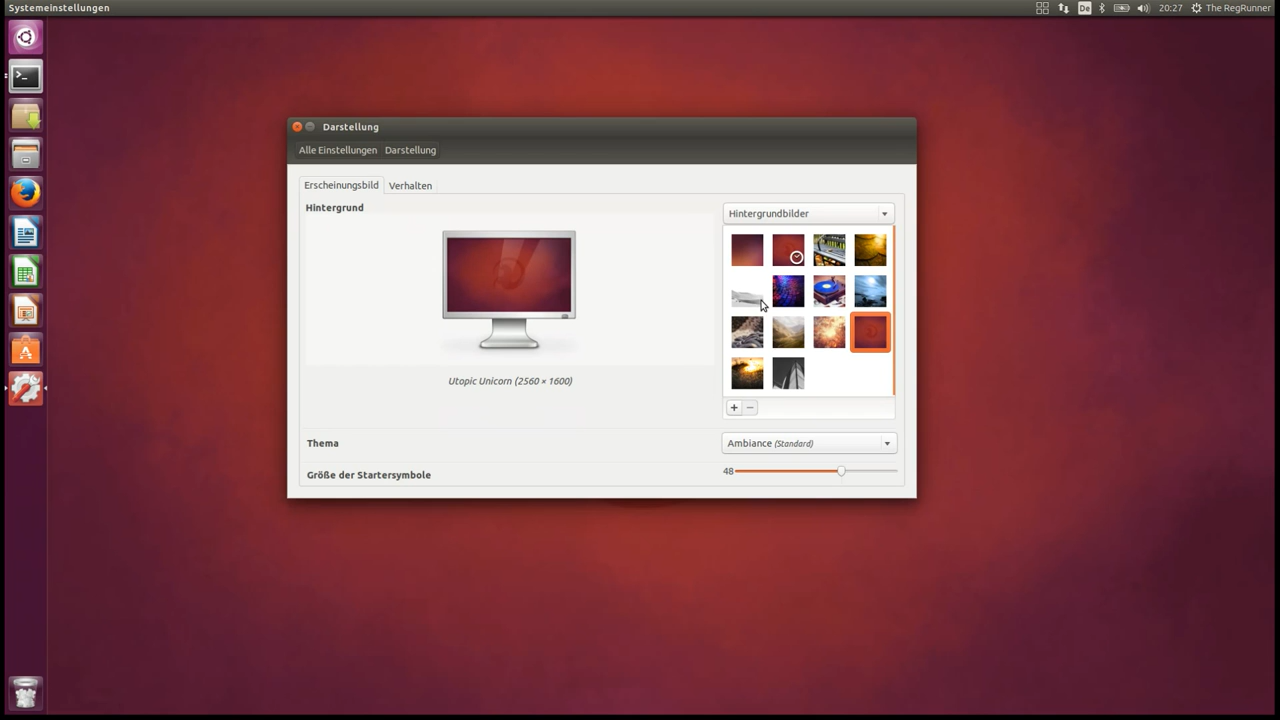 Systemeinstellungen
De
20:27
The RegRunner
Darstellung
Alle Einstellungen
Darstellung
Erscheinungsbild
Verhalten
Hintergrund
Hintergrundbilder
Utopic Unicorn (2560 × 1600)
Thema
Ambiance (Standard)
Größe der Startersymbole
48